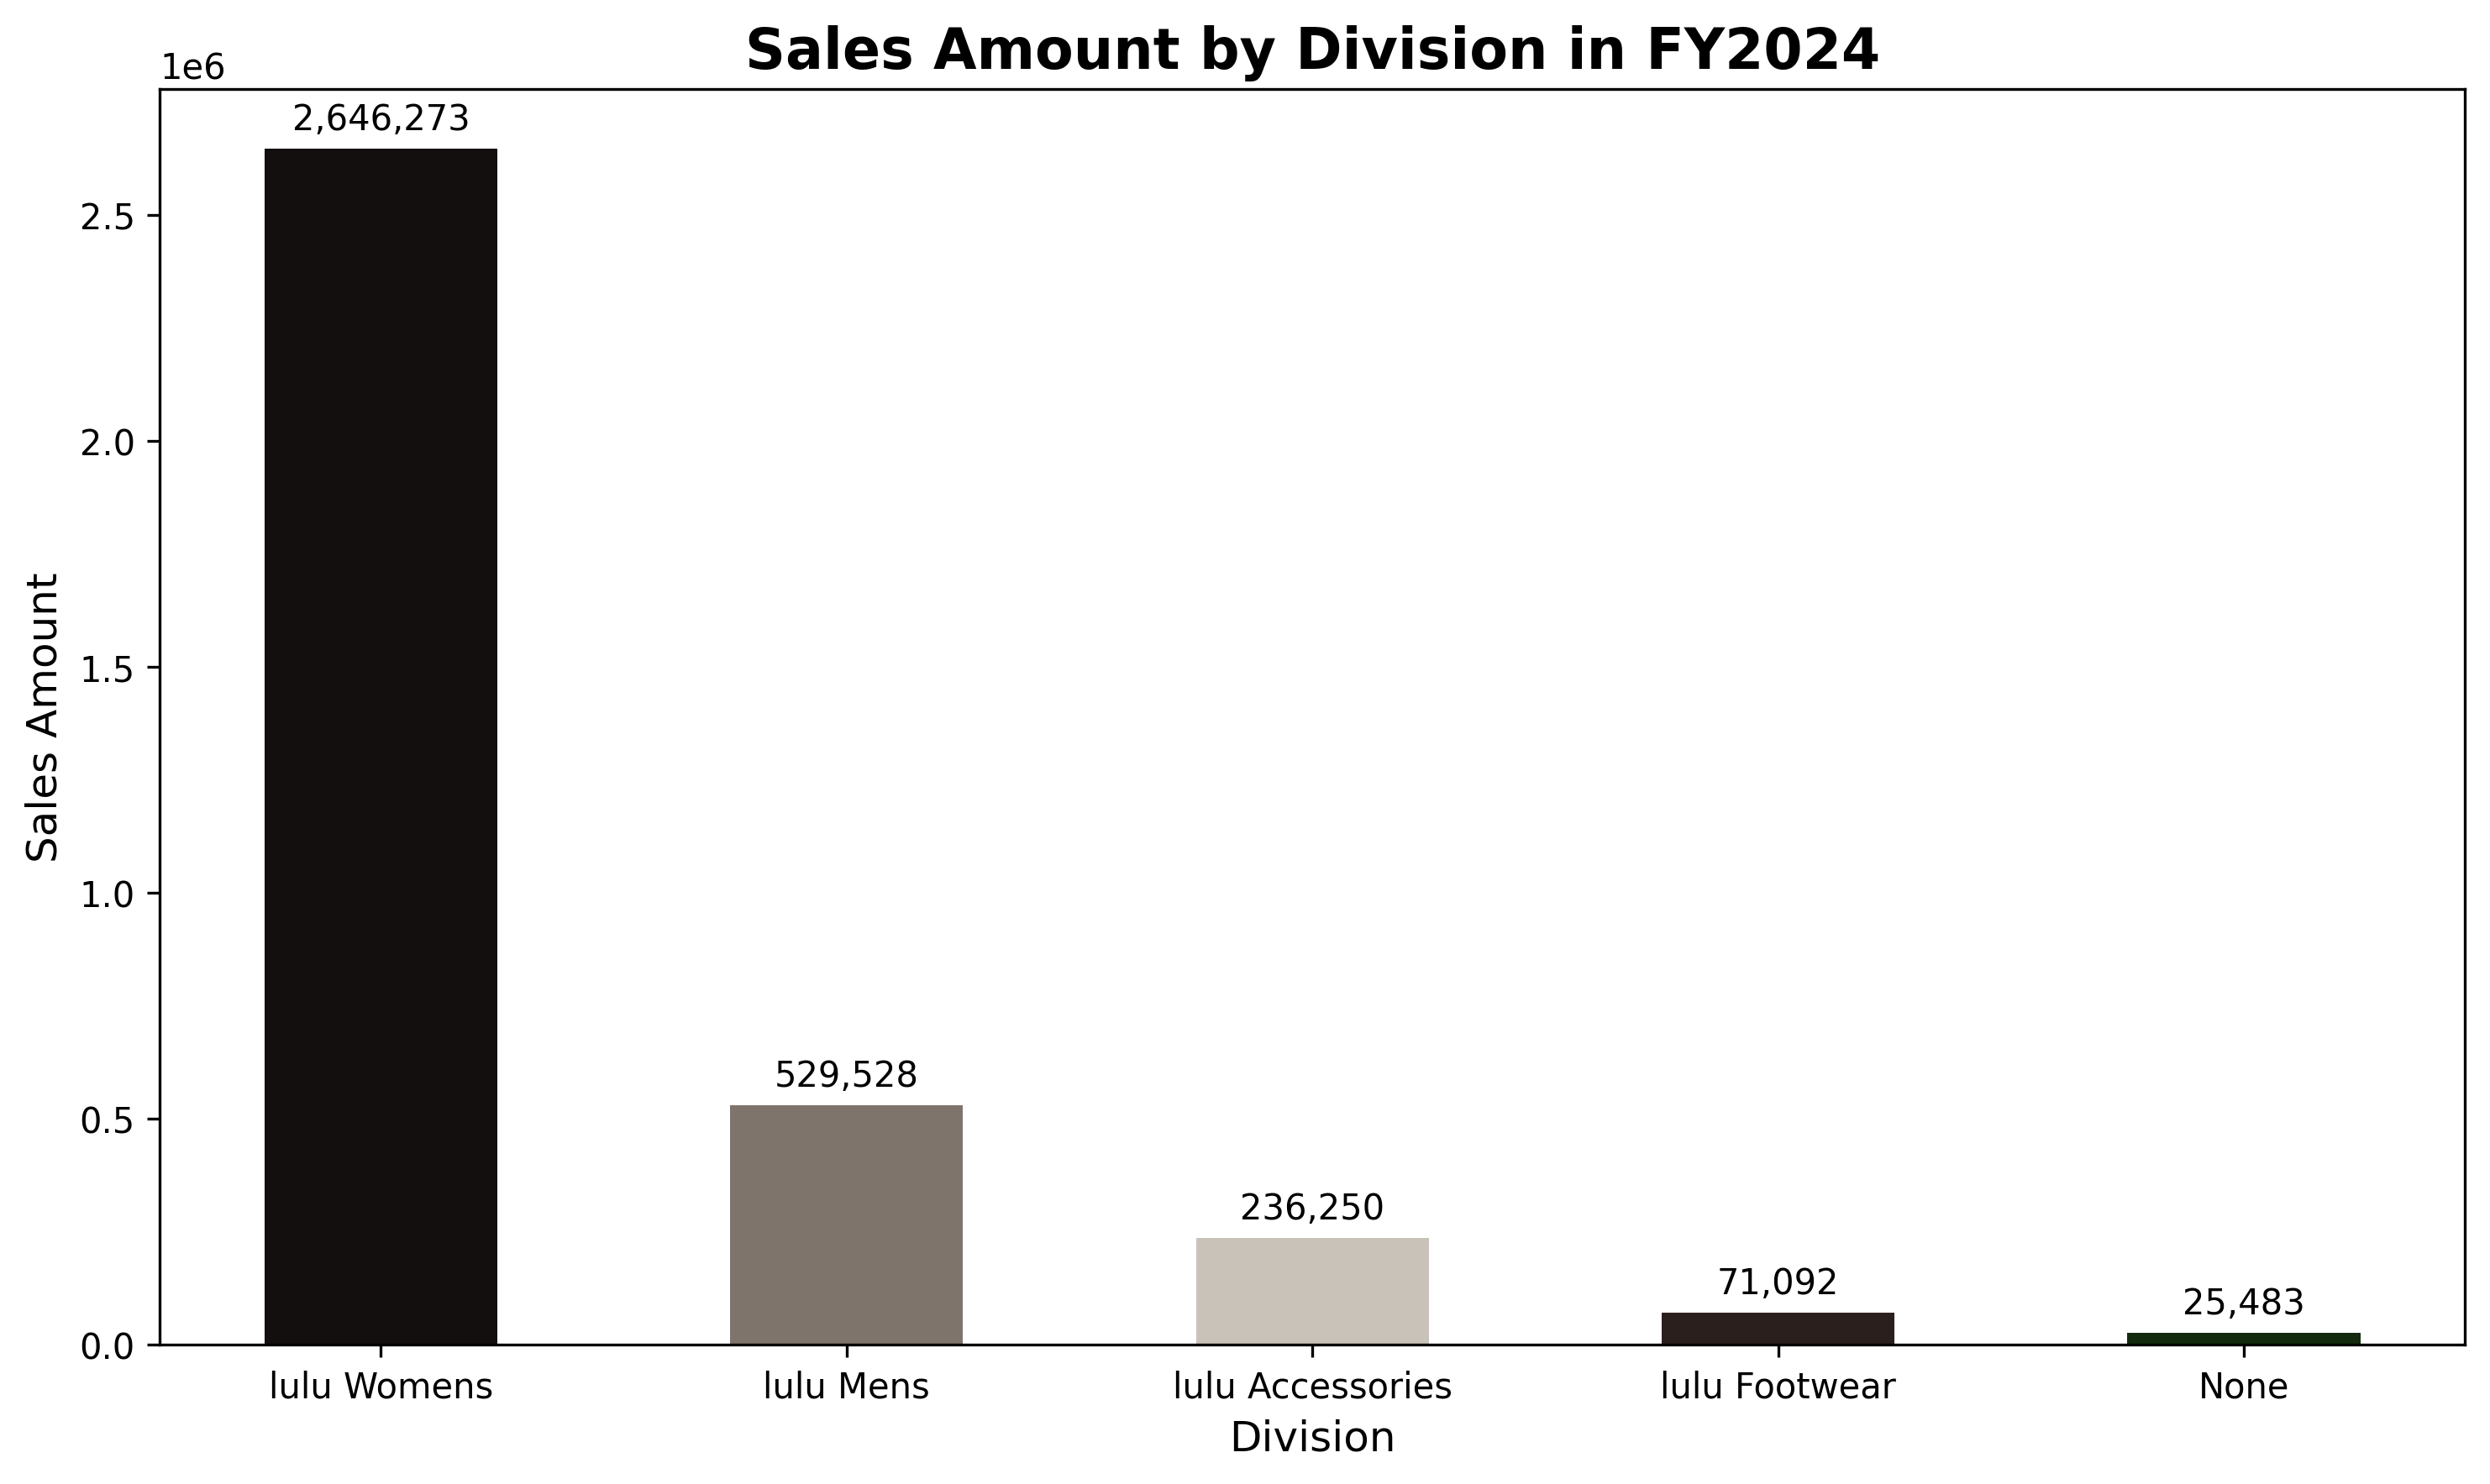 Sales Amount by Division in FY2024
1e6
2,646,273
2.5
2.0
1.5
1.0
0.5
0.0
Sales Amount
529,528
236,250
71,092
25,483
lulu Womens
lulu Mens
lulu Accessories
lulu Footwear
None
Division